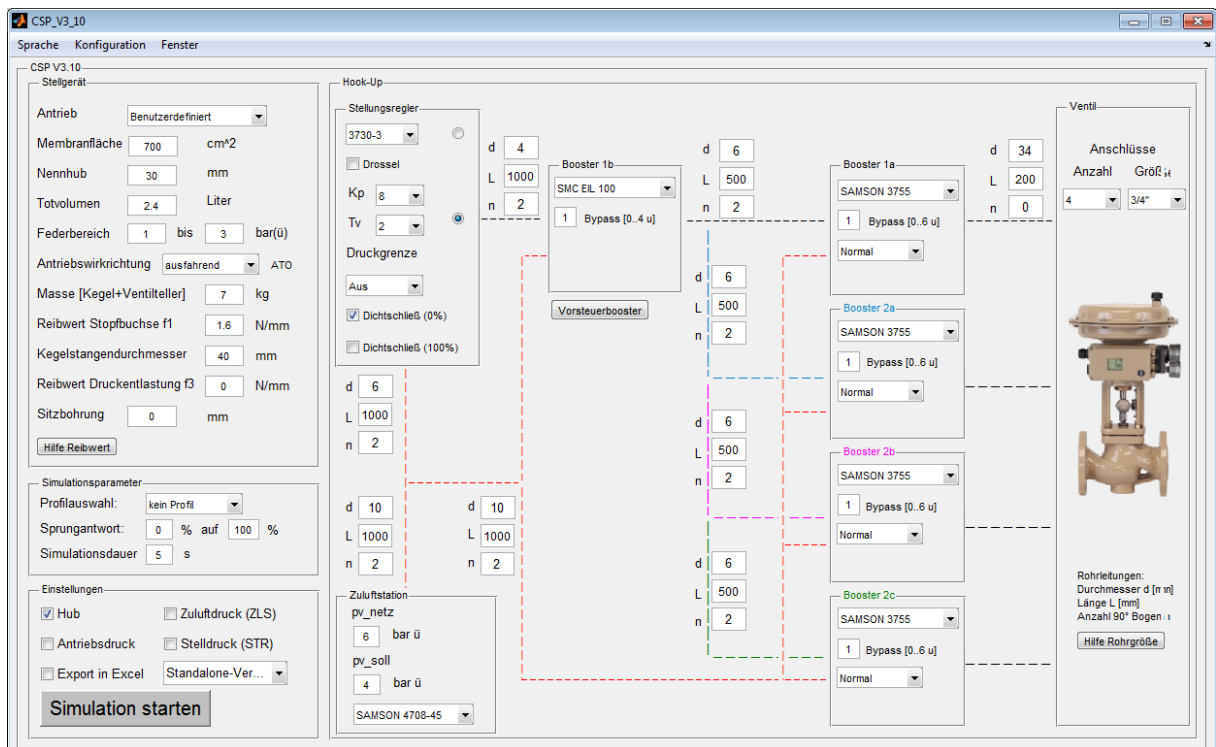 CSP_V3_10
Sprache Konfiguration Fenster
CSP V3.10
Stellgerät
Antrieb Benutzerdefiniert
Membranfläche 700 cm^2
Nennhub 30 mm
Totvolumen 2.4 Liter
Federbereich 1 bis 3 bar(ü)
Antriebswirkrichtung ausfahrend ATO
Masse [Kegel+Ventilteller] 7 kg
Reibwert Stopfbuchse f1 1.6 N/mm
Kegelstangendurchmesser 40 mm
Reibwert Druckentlastung f3 0 N/mm
Sitzbohrung 0 mm
Hilfe Reibwert
Simulationsparameter
Profilauswahl: kein Profil
Sprungantwort: 0 % auf 100 %
Simulationsdauer 5 s
Einstellungen
Hub Zuluftdruck (ZLS)
Antriebsdruck Stelldruck (STR)
Export in Excel Standalone-Ver...
Simulation starten
Hook-Up
Stellungsregler
3730-3
Drossel
Kp 8
Tv 2
Druckgrenze
Aus
Dichtschließ (0%)
Dichtschließ (100%)
d 4
L 1000
n 2
Booster 1b
SMC EIL 100
1 Bypass [0..4 u]
Vorsteuerbooster
d 6
L 500
n 2
Booster 1a
SAMSON 3755
1 Bypass [0..6 u]
Normal
d 34
L 200
n 0
d 6
L 500
n 2
Booster 2a
SAMSON 3755
1 Bypass [0..6 u]
Normal
d 6
L 500
n 2
Booster 2b
SAMSON 3755
1 Bypass [0..6 u]
Normal
d 6
L 500
n 2
Booster 2c
SAMSON 3755
1 Bypass [0..6 u]
Normal
d 6
L 1000
n 2
d 10
L 1000
n 2
d 10
L 1000
n 2
Zuluftstation
pv_netz
6 bar ü
pv_soll
4 bar ü
SAMSON 4708-45
Ventil
Anschlüsse
Anzahl
4 3/4"
Rohrleitungen:
Durchmesser d [mm]
Länge L [mm]
Anzahl 90° Bogen
Hilfe Rohrgröße